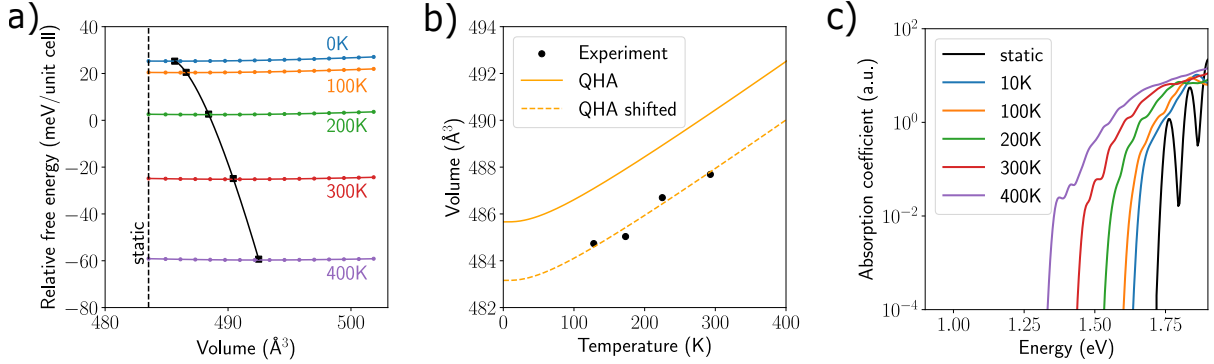 a)
Relative free energy (meV/unit cell)
40
20
0
−20
−40
−60
−80
static
0K
100K
200K
300K
400K
480
490
500
Volume (Å³)
b)
Volume (Å³)
494
492
490
488
486
484
482
Experiment
QHA
QHA shifted
0
100
200
300
400
Temperature (K)
c)
Absorption coefficient (a.u.)
10²
10⁰
10⁻²
10⁻⁴
static
10K
100K
200K
300K
400K
1.00
1.25
1.50
1.75
Energy (eV)